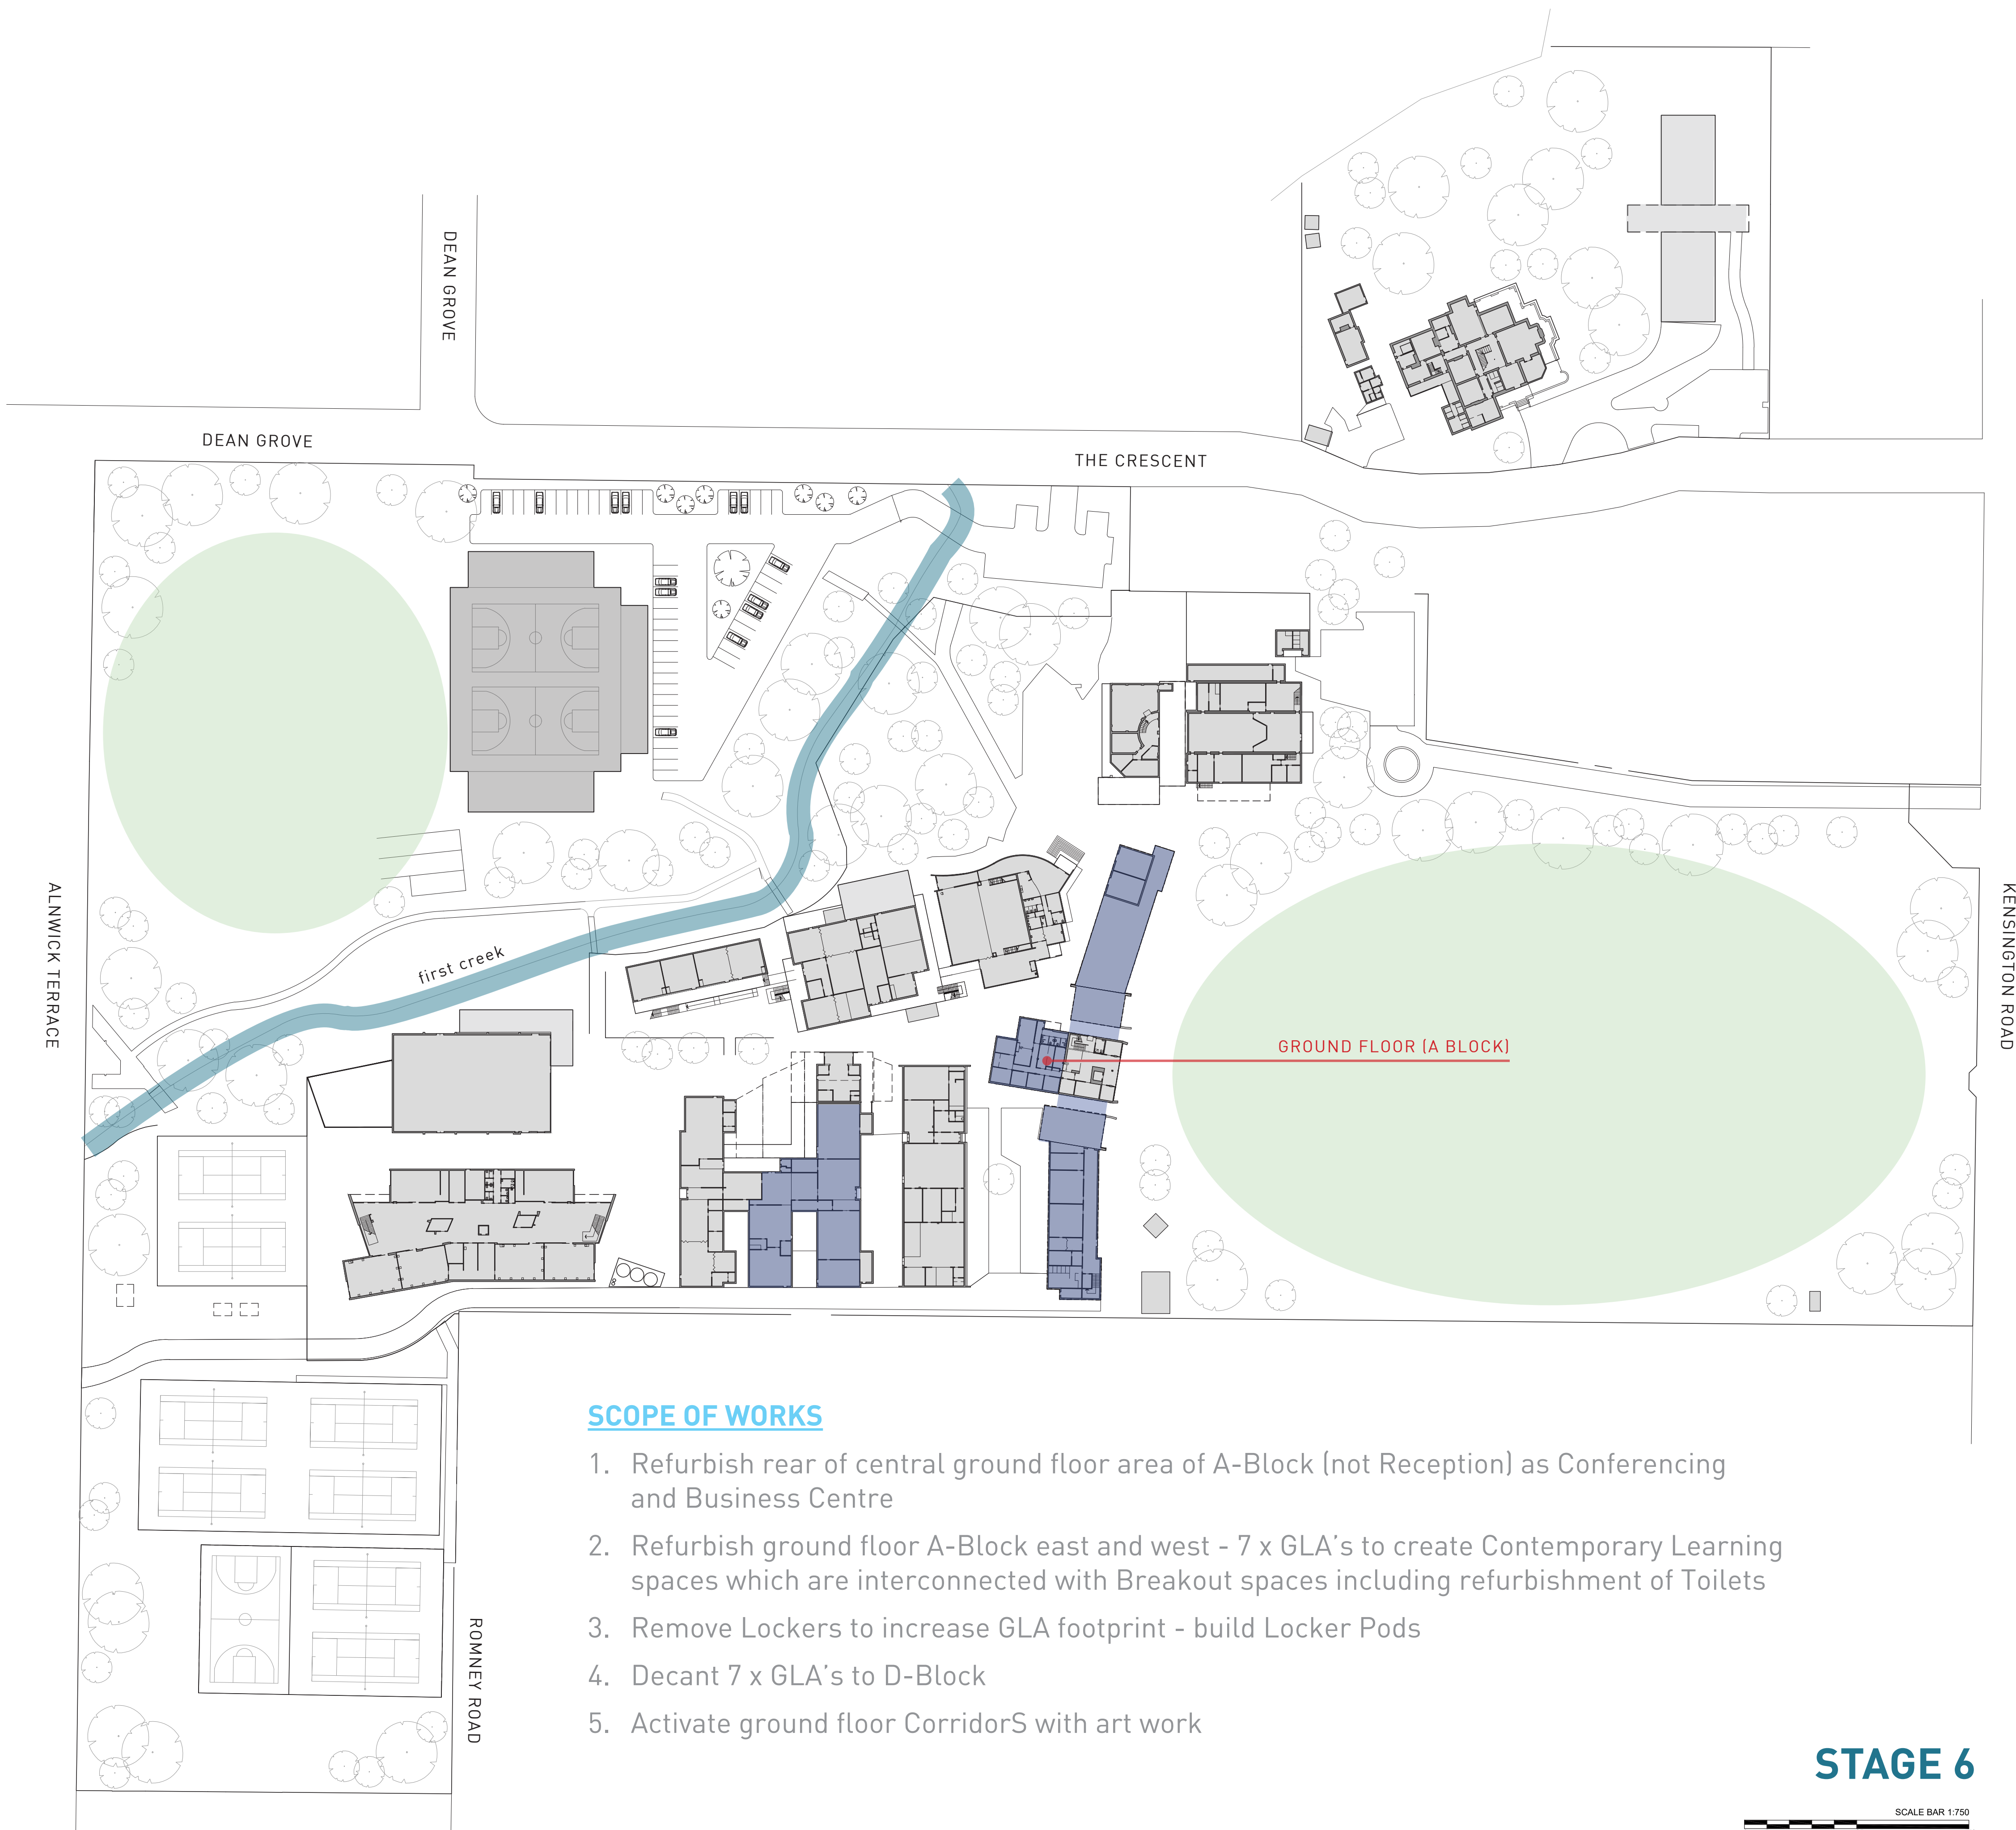 DEAN GROVE
DEAN GROVE
THE CRESCENT
ALNWICK TERRACE
first creek
KENSINGTON ROAD
GROUND FLOOR (A BLOCK)
SCOPE OF WORKS
1. Refurbish rear of central ground floor area of A-Block (not Reception) as Conferencing
and Business Centre
2. Refurbish ground floor A-Block east and west - 7 x GLA's to create Contemporary Learning
spaces which are interconnected with Breakout spaces including refurbishment of Toilets
3. Remove Lockers to increase GLA footprint - build Locker Pods
4. Decant 7 x GLA's to D-Block
5. Activate ground floor CorridorS with art work
ROMNEY ROAD
STAGE 6
SCALE BAR 1:750